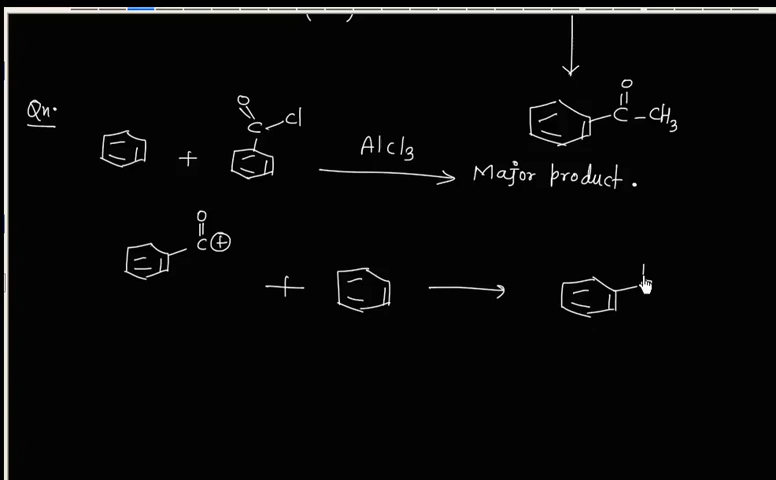 O
C – CH3
Qn.
O
C Cl
+ AlCl3 Major product.
O
C +
+